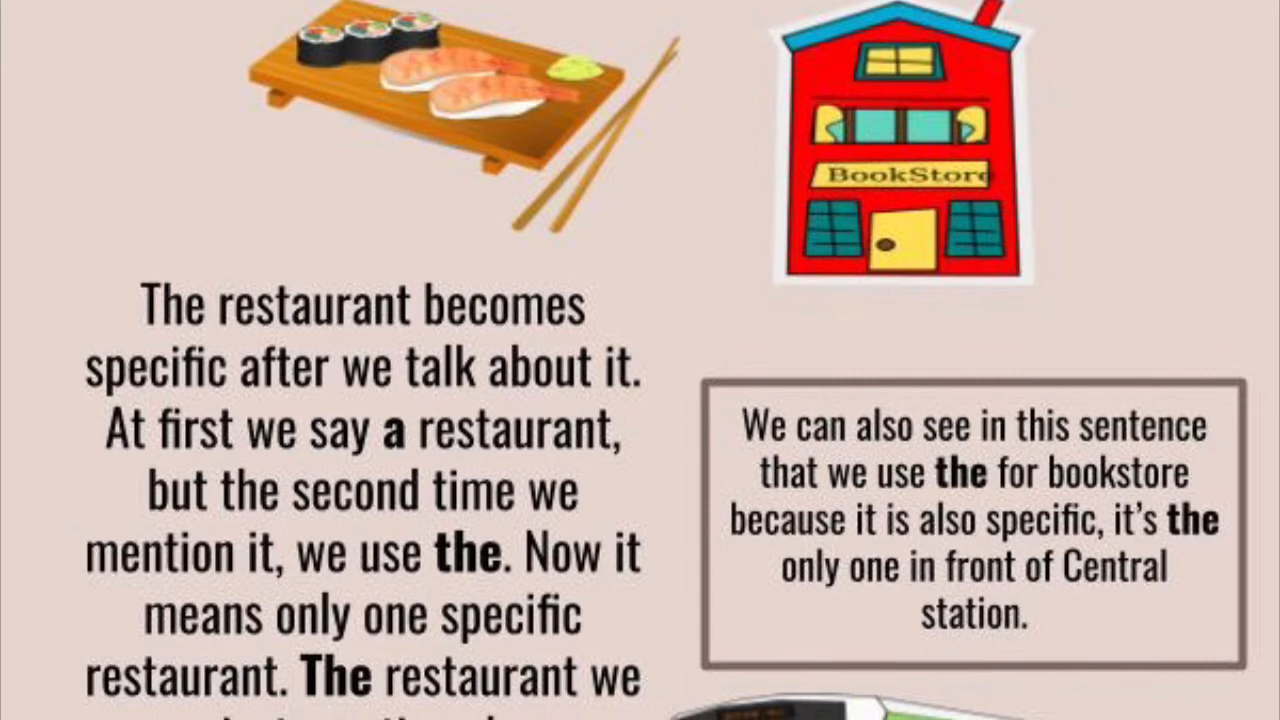 BookStore
The restaurant becomes
specific after we talk about it.
At first we say a restaurant,
but the second time we
mention it, we use the. Now it
means only one specific
restaurant. The restaurant we
We can also see in this sentence
that we use the for bookstore
because it is also specific, it's the
only one in front of Central
station.